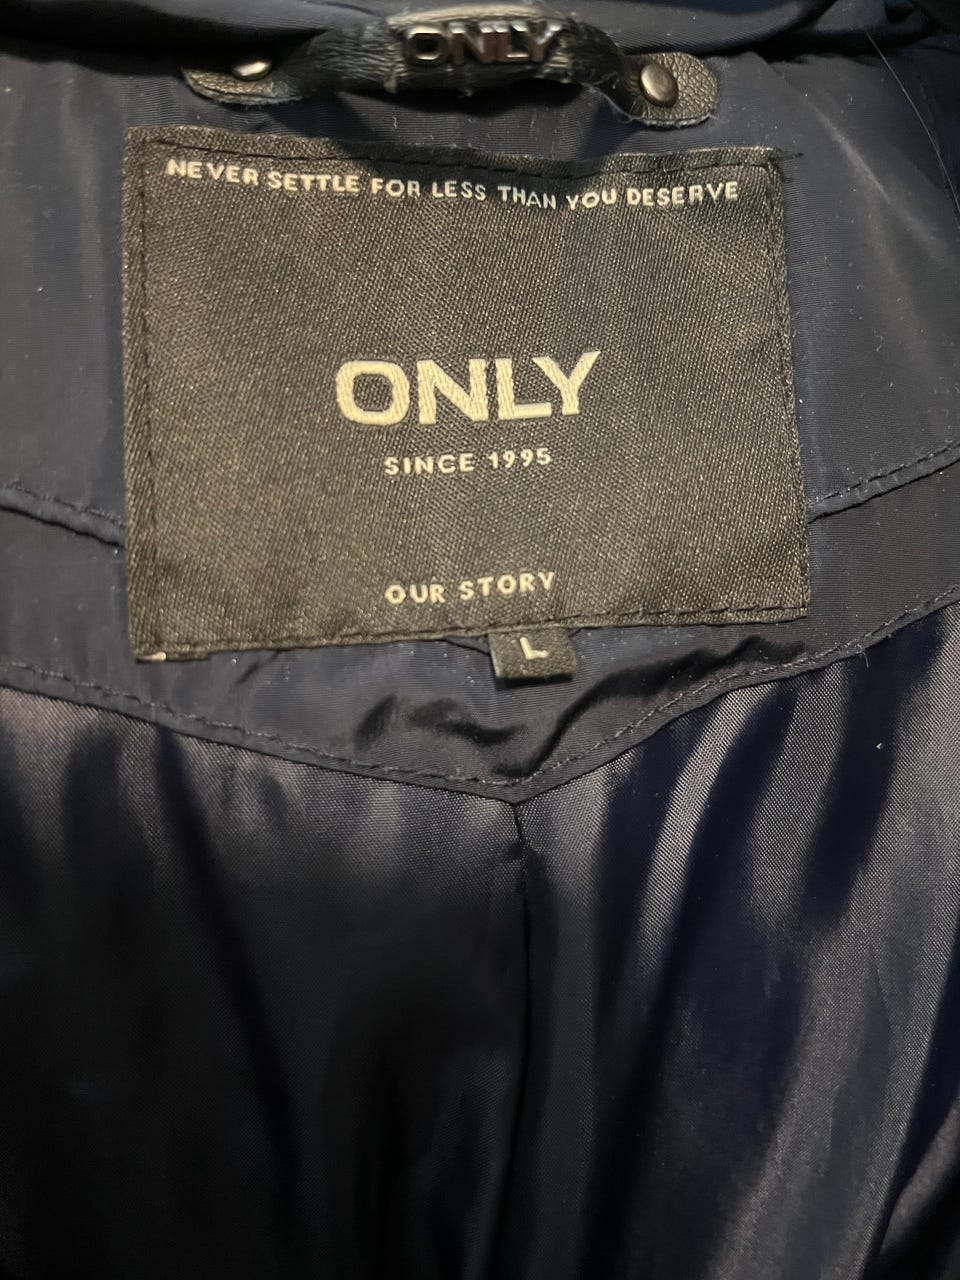 ONLY
NEVER SETTLE FOR LESS THAN YOU DESERVE
ONLY
SINCE 1995
OUR STORY
L